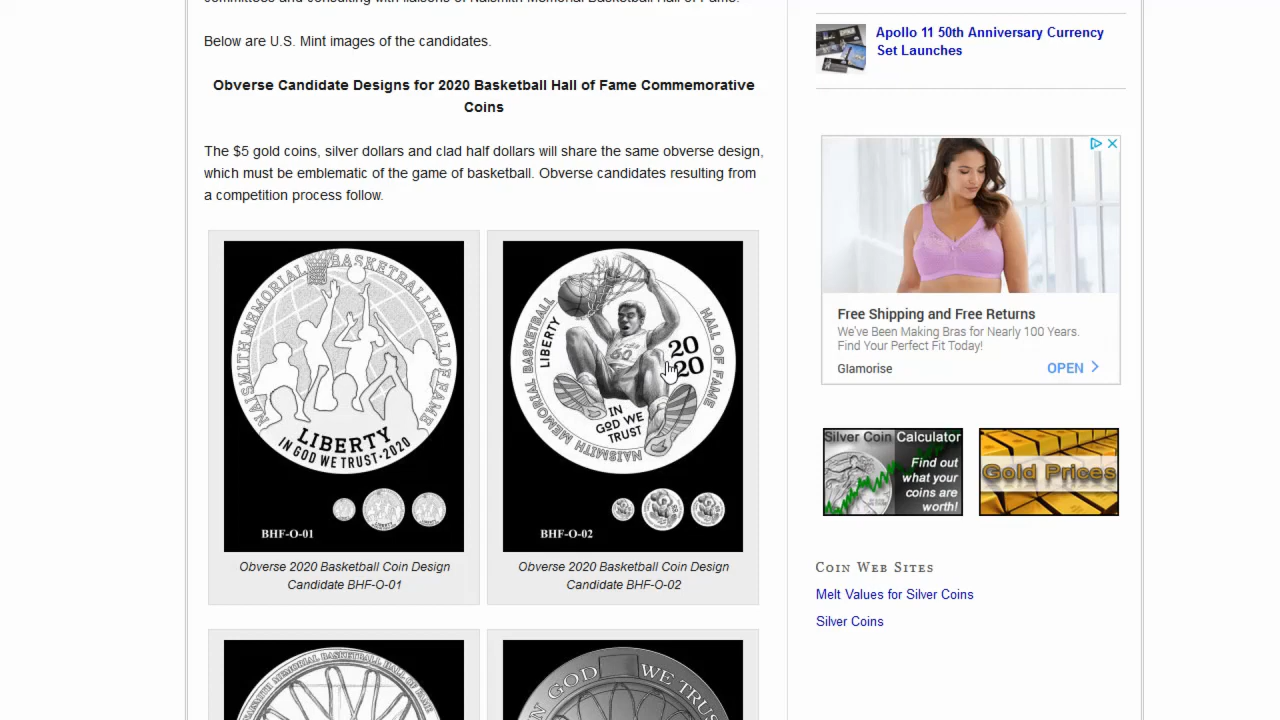 Below are U.S. Mint images of the candidates.
Obverse Candidate Designs for 2020 Basketball Hall of Fame Commemorative
Coins
The $5 gold coins, silver dollars and clad half dollars will share the same obverse design,
which must be emblematic of the game of basketball. Obverse candidates resulting from
a competition process follow.
NAISMITH MEMORIAL BASKETBALL HALL OF FAME
LIBERTY
IN GOD WE TRUST·2020
BHF-O-01
Obverse 2020 Basketball Coin Design
Candidate BHF-O-01
NAISMITH MEMORIAL BASKETBALL
HALL OF FAME
LIBERTY
60
20
20
IN
GOD WE
TRUST
BHF-O-02
Obverse 2020 Basketball Coin Design
Candidate BHF-O-02
NAISMITH MEMORIAL BASKETBALL HALL OF FAME
IN GOD WE TRUST
Apollo 11 50th Anniversary Currency
Set Launches
Free Shipping and Free Returns
We've Been Making Bras for Nearly 100 Years.
Find Your Perfect Fit Today!
Glamorise
OPEN
Silver Coin Calculator
Find out
what your
coins are
worth!
Gold Prices
COIN WEB SITES
Melt Values for Silver Coins
Silver Coins